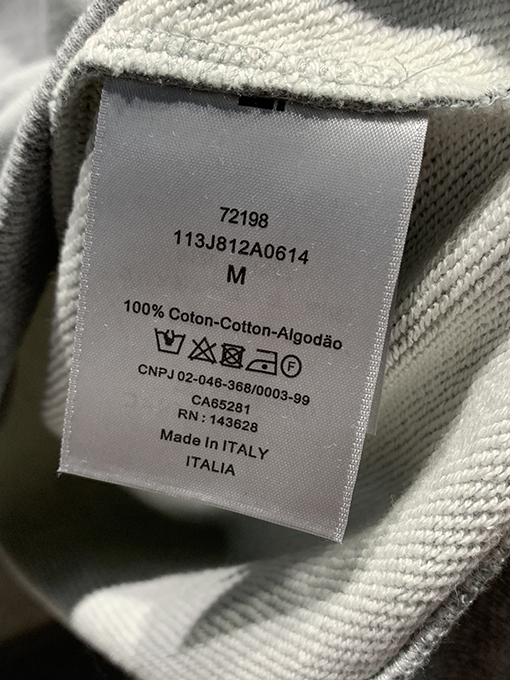 72198
113J812A0614
M
100% Coton-Cotton-Algodão
F
CNPJ 02-046-368/0003-99
CA65281
RN : 143628
Made In ITALY
ITALIA